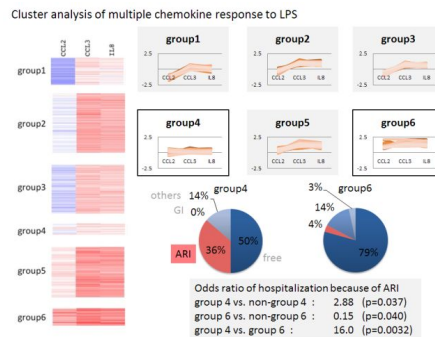 Cluster analysis of multiple chemokine response to LPS
CCL2 CCL3 IL8
group1
group2
group3
group4
group5
group6
group1
2.5
CCL2 CCL3 IL8
-2.5
group2
2.5
CCL2 CCL3 IL8
-2.5
group3
2.5
CCL2 CCL3 IL8
-2.5
group4
2.5
CCL2 CCL3 IL8
-2.5
group5
2.5
CCL2 CCL3 IL8
-2.5
group6
2.5
CCL2 CCL3 IL8
-2.5
group4
others 14%
GI 0%
ARI 36%
50% free
group6
3%
14%
4%
79%
Odds ratio of hospitalization because of ARI
group 4 vs. non-group 4 : 2.88 (p=0.037)
group 6 vs. non-group 6 : 0.15 (p=0.040)
group 4 vs. group 6 : 16.0 (p=0.0032)